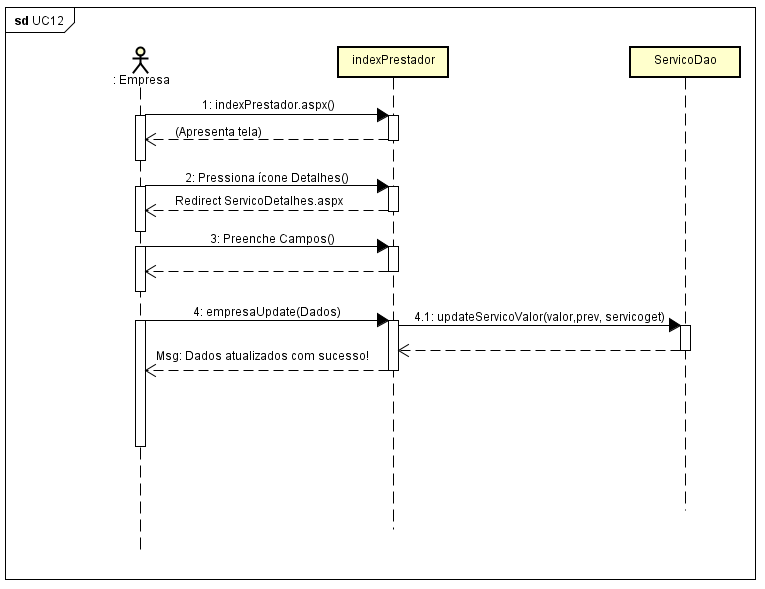 sd UC12
indexPrestador
ServicoDao
: Empresa
1: indexPrestador.aspx()
(Apresenta tela)
2: Pressiona ícone Detalhes()
Redirect ServicoDetalhes.aspx
3: Preenche Campos()
4: empresaUpdate(Dados)
4.1: updateServicoValor(valor,prev, servicoget)
Msg: Dados atualizados com sucesso!